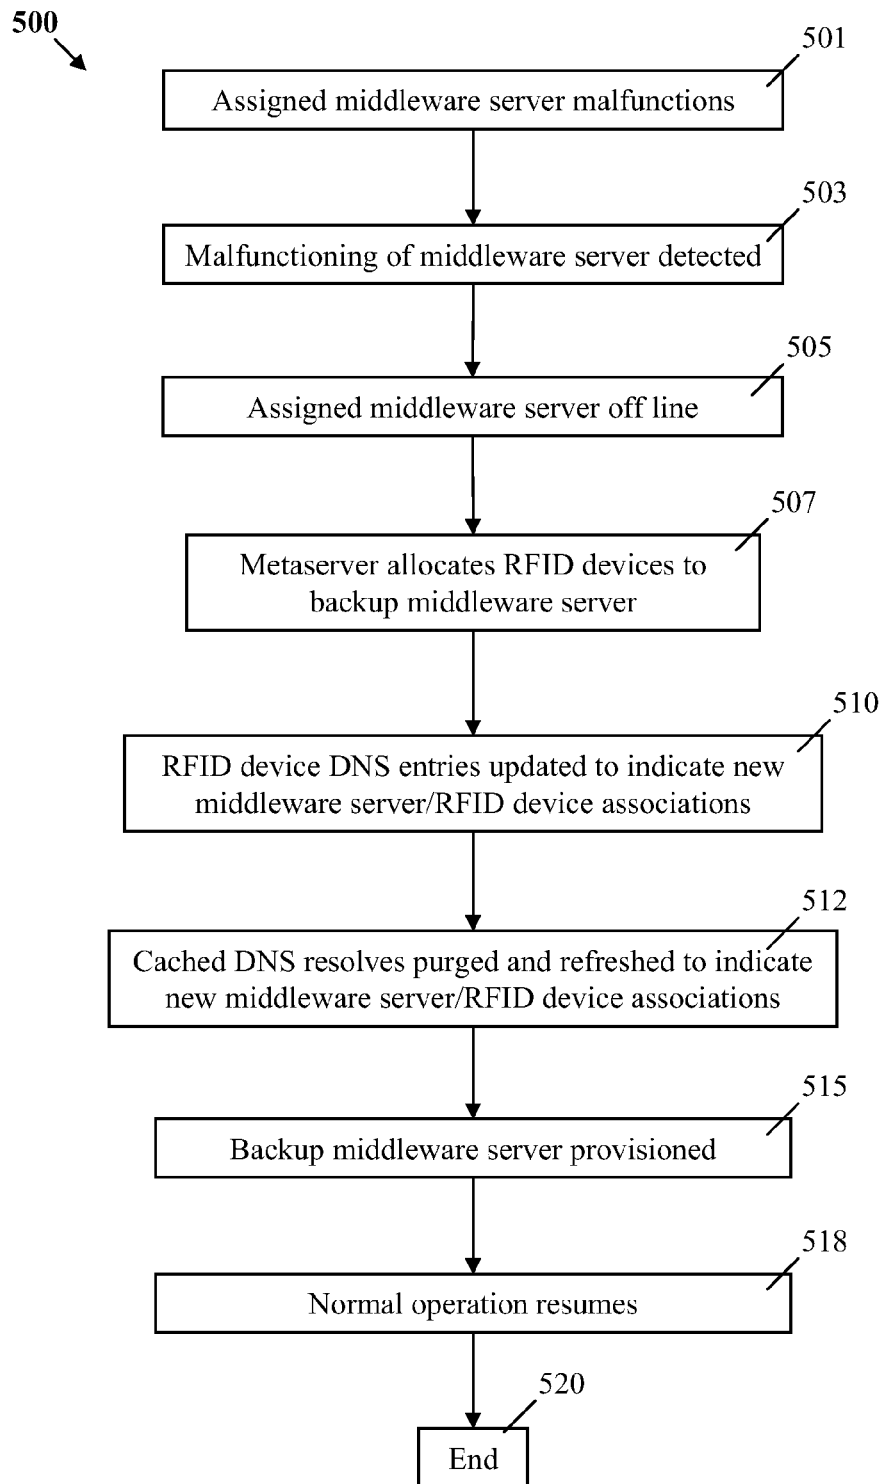 500
501
Assigned middleware server malfunctions
503
Malfunctioning of middleware server detected
505
Assigned middleware server off line
507
Metaserver allocates RFID devices to
backup middleware server
510
RFID device DNS entries updated to indicate new
middleware server/RFID device associations
512
Cached DNS resolves purged and refreshed to indicate
new middleware server/RFID device associations
515
Backup middleware server provisioned
518
Normal operation resumes
520
End